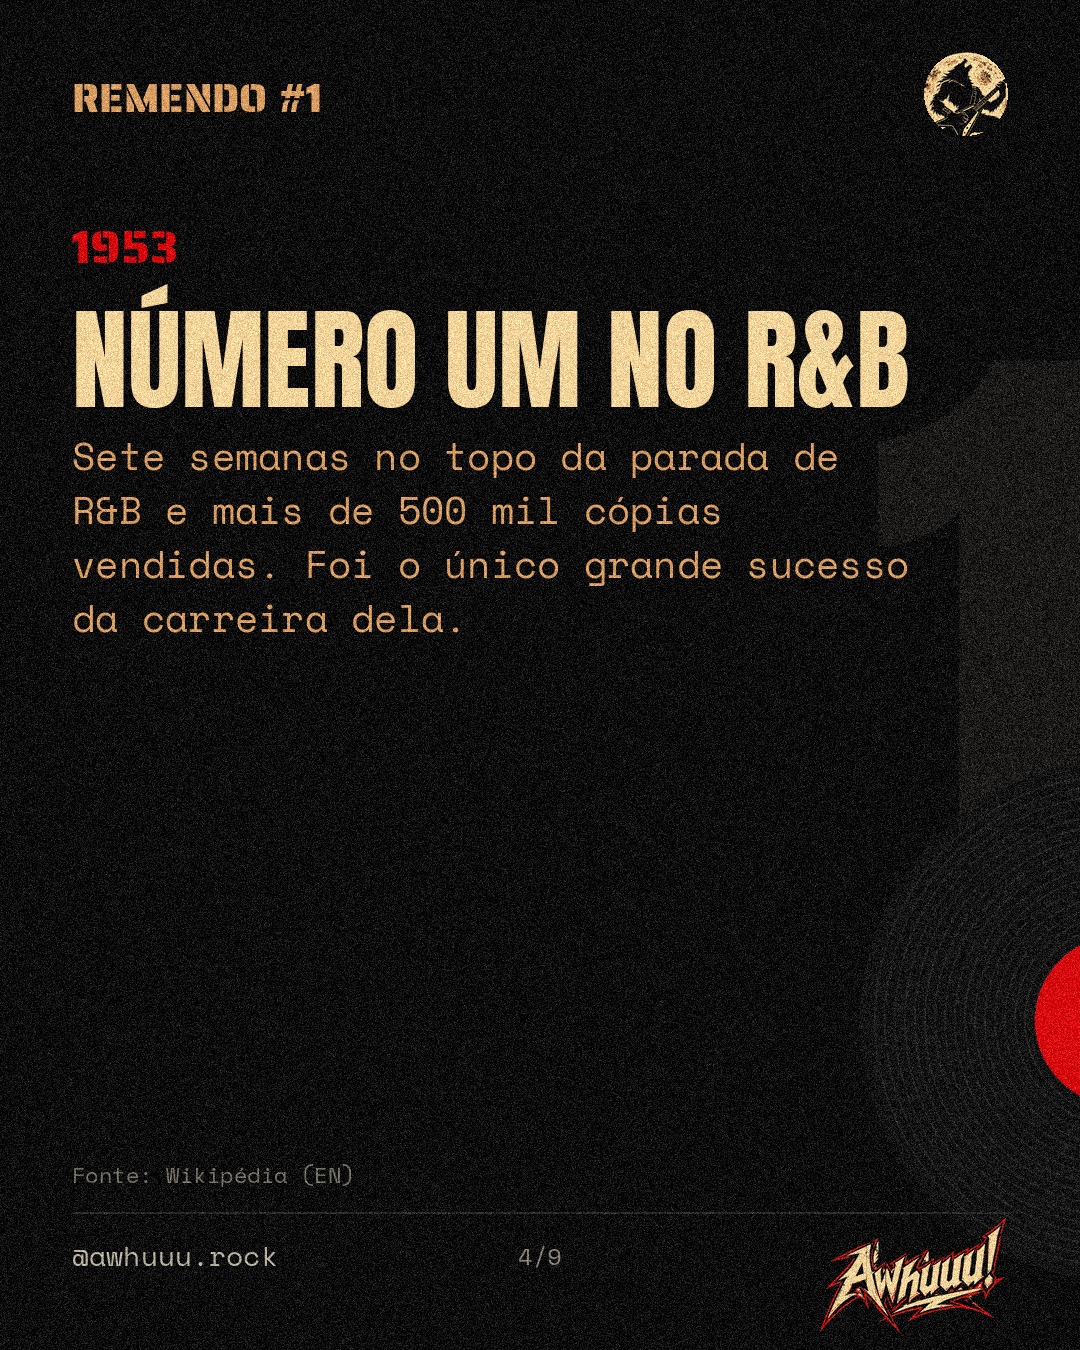 REMENDO #1
1953
NÚMERO UM NO R&B
Sete semanas no topo da parada de
R&B e mais de 500 mil cópias
vendidas. Foi o único grande sucesso
da carreira dela.
1
Fonte: Wikipédia (EN)
@awhuuu.rock
4/9
Awhuuu!